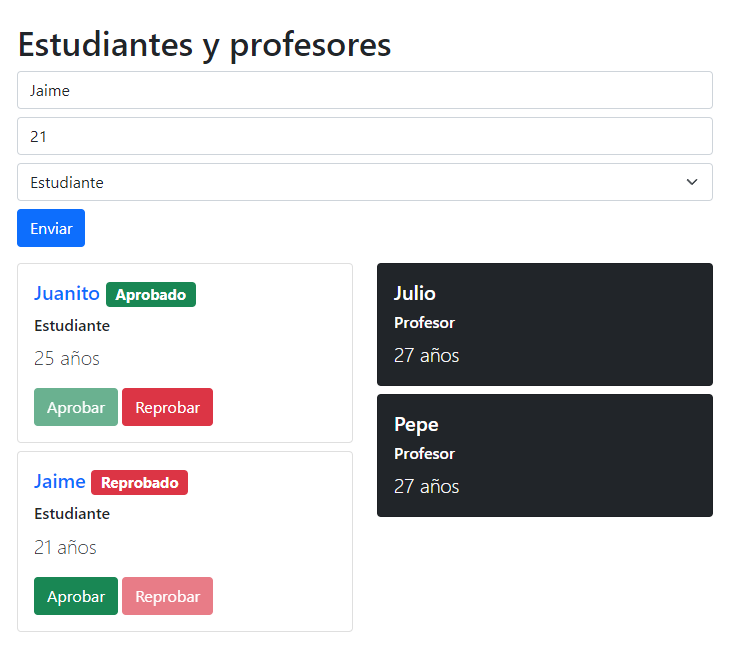 Estudiantes y profesores
Jaime
21
Estudiante
Enviar
Juanito Aprobado
Estudiante
25 años
Aprobar Reprobar
Jaime Reprobado
Estudiante
21 años
Aprobar Reprobar
Julio
Profesor
27 años
Pepe
Profesor
27 años